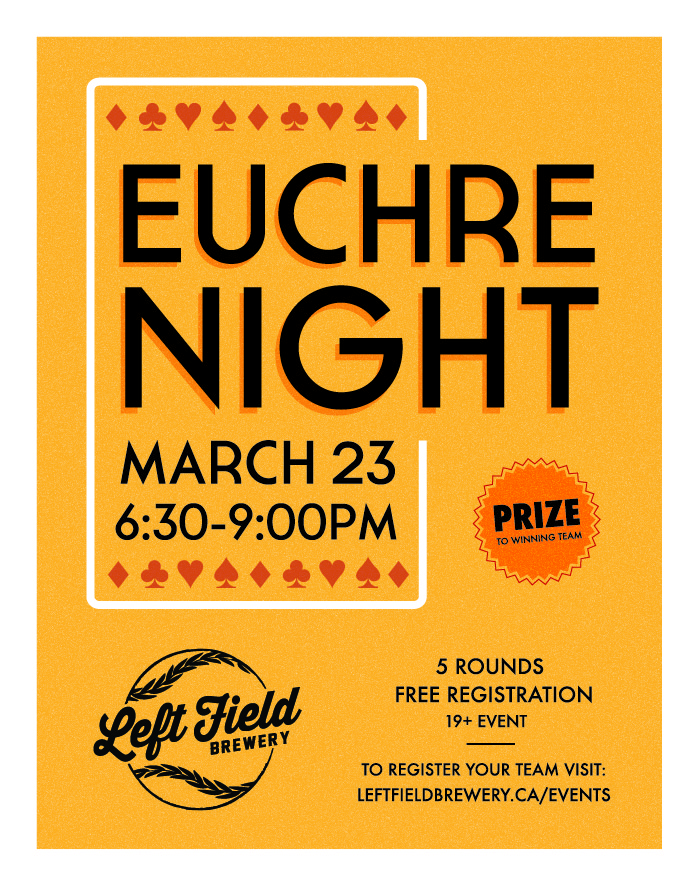 EUCHRE
NIGHT
MARCH 23
6:30-9:00PM
PRIZE
TO WINNING TEAM
Left Field
BREWERY
5 ROUNDS
FREE REGISTRATION
19+ EVENT
TO REGISTER YOUR TEAM VISIT:
LEFTFIELDBREWERY.CA/EVENTS